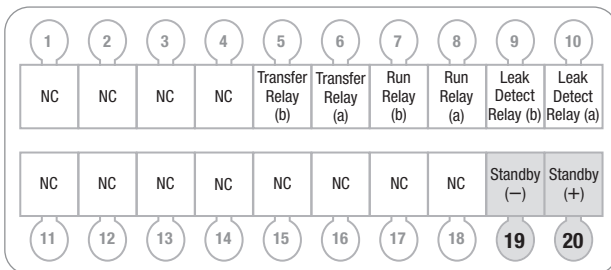 1 2 3 4 5 6 7 8 9 10
NC NC NC NC Transfer Relay (b) Transfer Relay (a) Run Relay (b) Run Relay (a) Leak Detect Relay (b) Leak Detect Relay (a)
NC NC NC NC NC NC NC NC Standby (—) Standby (+)
11 12 13 14 15 16 17 18 19 20